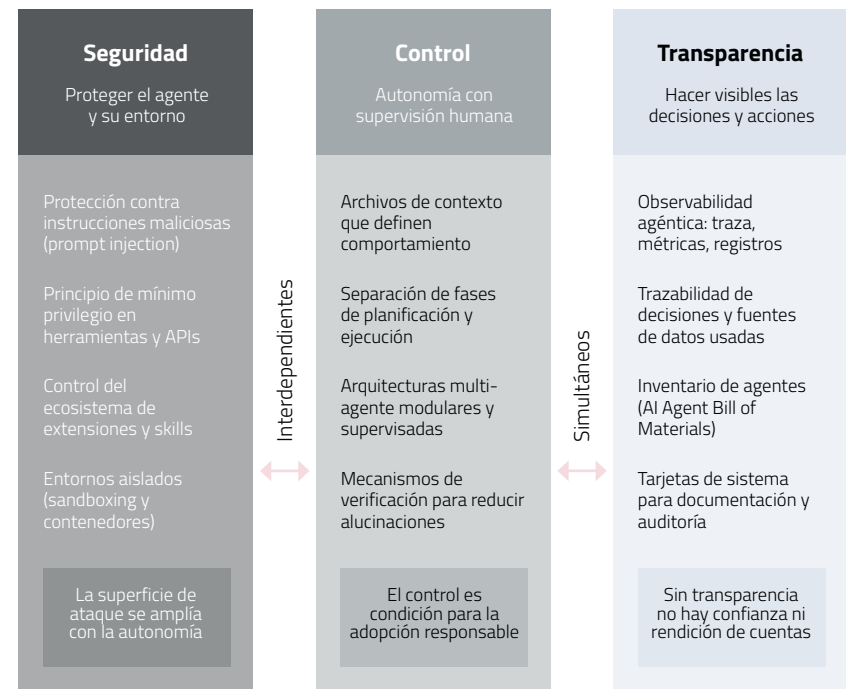 Seguridad
Proteger el agente
y su entorno
Protección contra
instrucciones maliciosas
(prompt injection)
Principio de mínimo
privilegio en
herramientas y APIs
Control del
ecosistema de
extensiones y skills
Entornos aislados
(sandboxing y
contenedores)
La superficie de
ataque se amplía
con la autonomía
Interdependientes
Control
Autonomía con
supervisión humana
Archivos de contexto
que definen
comportamiento
Separación de fases
de planificación y
ejecución
Arquitecturas multi-
agente modulares y
supervisadas
Mecanismos de
verificación para reducir
alucinaciones
El control es
condición para la
adopción responsable
Simultáneos
Transparencia
Hacer visibles las
decisiones y acciones
Observabilidad
agéntica: traza,
métricas, registros
Trazabilidad de
decisiones y fuentes
de datos usadas
Inventario de agentes
(AI Agent Bill of
Materials)
Tarjetas de sistema
para documentación y
auditoría
Sin transparencia
no hay confianza ni
rendición de cuentas